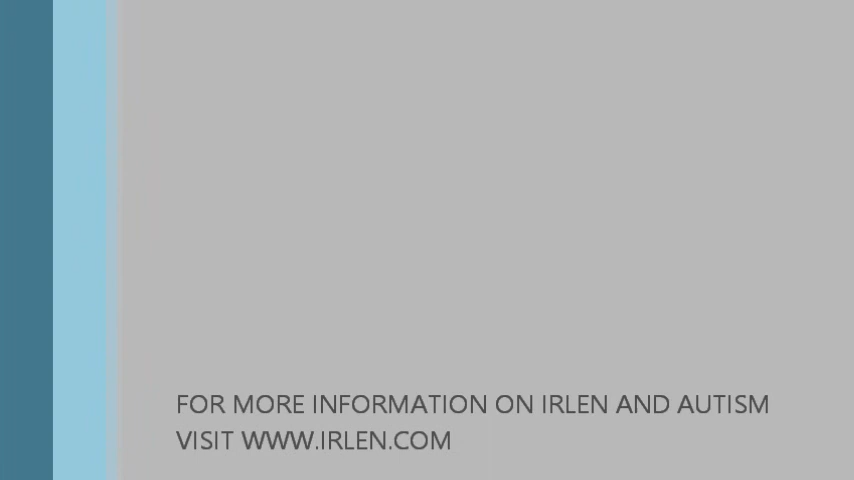 FOR MORE INFORMATION ON IRLEN AND AUTISM
VISIT WWW.IRLEN.COM